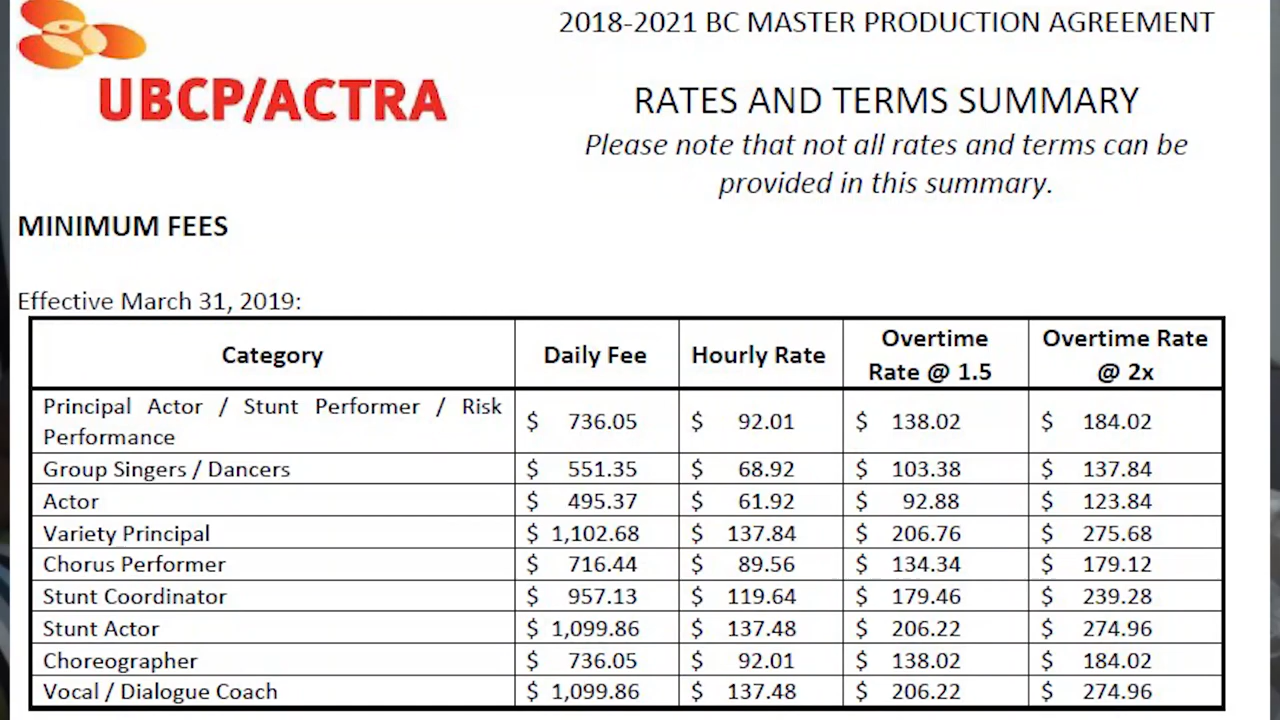 2018-2021 BC MASTER PRODUCTION AGREEMENT
UBCP/ACTRA
RATES AND TERMS SUMMARY
Please note that not all rates and terms can be
provided in this summary.
MINIMUM FEES
Effective March 31, 2019:
Category Daily Fee Hourly Rate Overtime Rate @ 1.5 Overtime Rate @ 2x
Principal Actor / Stunt Performer / Risk Performance $ 736.05 $ 92.01 $ 138.02 $ 184.02
Group Singers / Dancers $ 551.35 $ 68.92 $ 103.38 $ 137.84
Actor $ 495.37 $ 61.92 $ 92.88 $ 123.84
Variety Principal $ 1,102.68 $ 137.84 $ 206.76 $ 275.68
Chorus Performer $ 716.44 $ 89.56 $ 134.34 $ 179.12
Stunt Coordinator $ 957.13 $ 119.64 $ 179.46 $ 239.28
Stunt Actor $ 1,099.86 $ 137.48 $ 206.22 $ 274.96
Choreographer $ 736.05 $ 92.01 $ 138.02 $ 184.02
Vocal / Dialogue Coach $ 1,099.86 $ 137.48 $ 206.22 $ 274.96